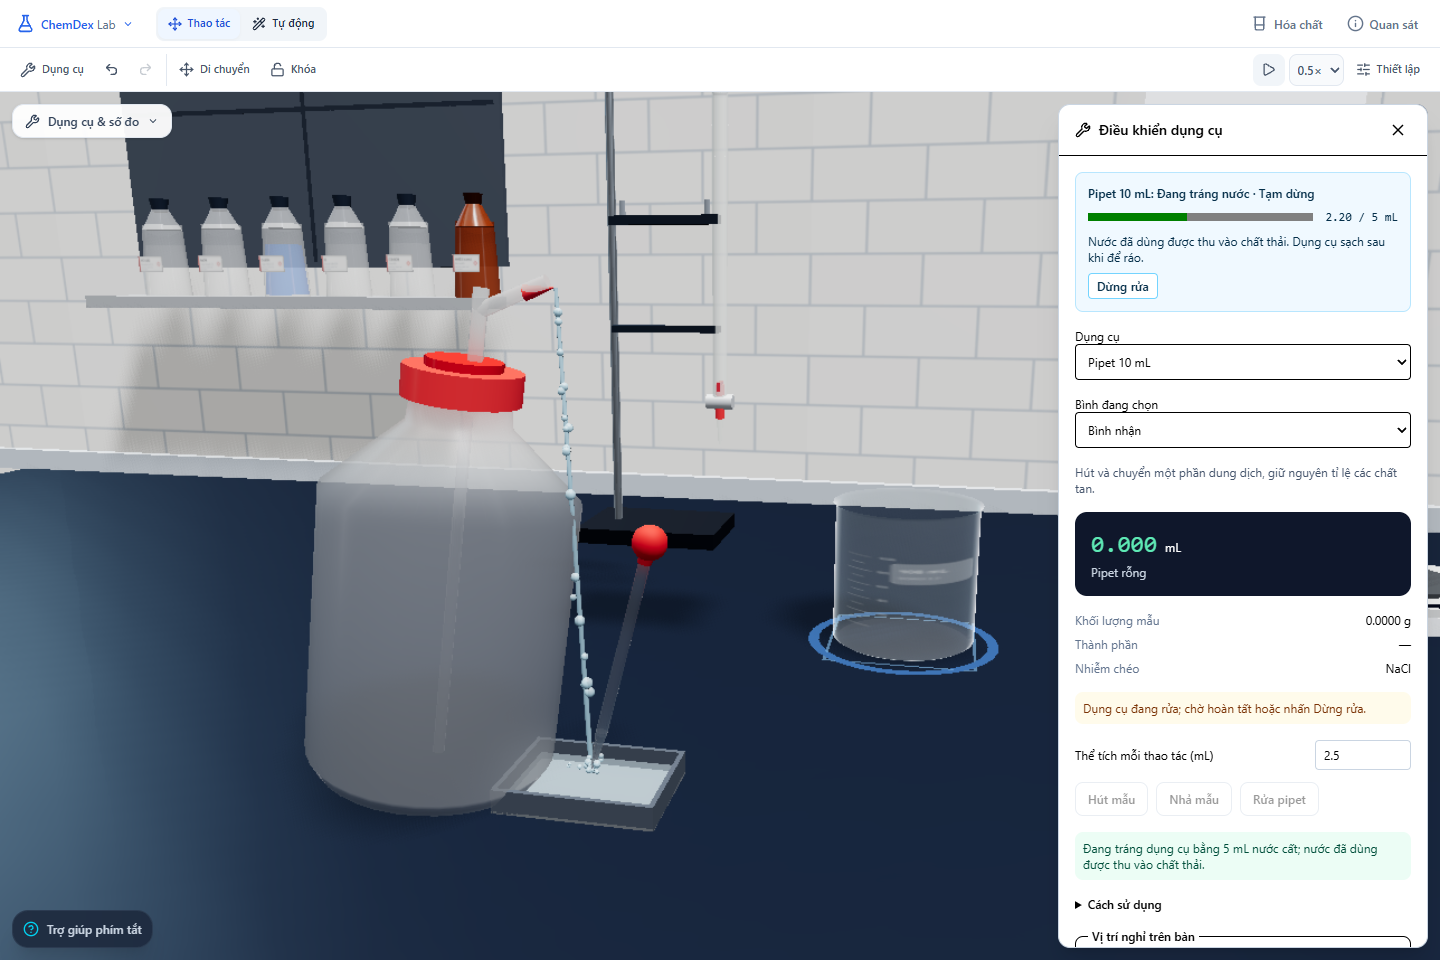 ChemDex Lab
Thao tác
Tự động
Hóa chất
Quan sát
Dụng cụ
Di chuyển
Khóa
0.5×
Thiết lập
Dụng cụ & số đo
Điều khiển dụng cụ
Pipet 10 mL: Đang tráng nước · Tạm dừng
2.20 / 5 mL
Nước đã dùng được thu vào chất thải. Dụng cụ sạch sau
khi để ráo.
Dừng rửa
Dụng cụ
Pipet 10 mL
Bình đang chọn
Bình nhận
Hút và chuyển một phần dung dịch, giữ nguyên tỉ lệ các chất
tan.
0.000 mL
Pipet rỗng
Khối lượng mẫu 0.0000 g
Thành phần —
Nhiễm chéo NaCl
Dụng cụ đang rửa; chờ hoàn tất hoặc nhấn Dừng rửa.
Thể tích mỗi thao tác (mL) 2.5
Hút mẫu
Nhả mẫu
Rửa pipet
Đang tráng dụng cụ bằng 5 mL nước cất; nước đã dùng
được thu vào chất thải.
Cách sử dụng
Vị trí nghỉ trên bàn
Trợ giúp phím tắt